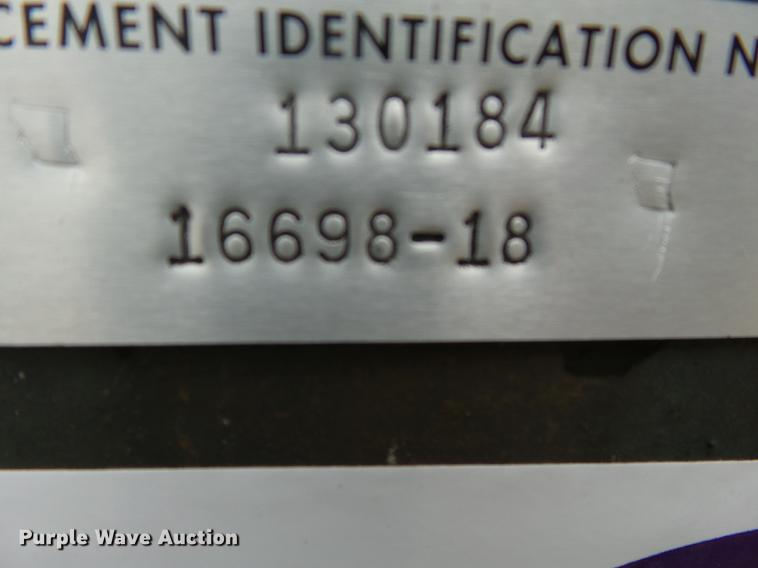 CEMENT IDENTIFICATION N
130184
16698-18
Purple Wave Auction